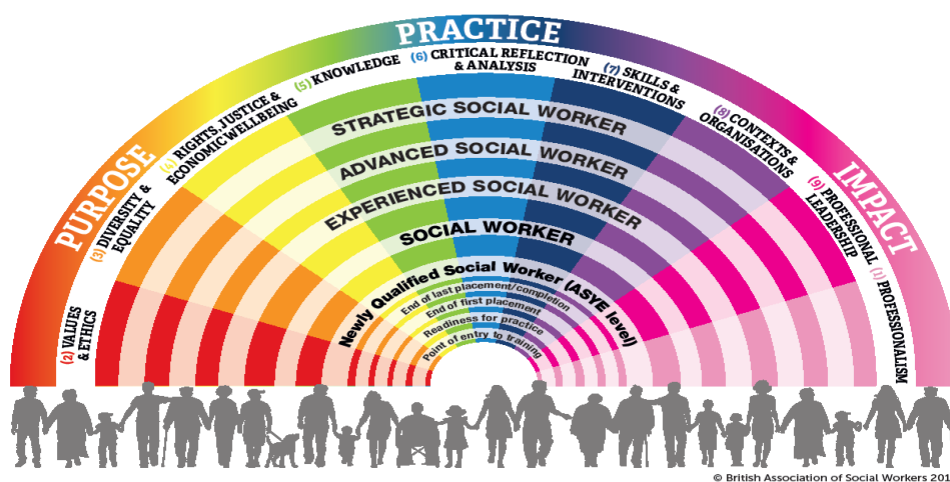 PURPOSE
PRACTICE
IMPACT
(2) VALUES
& ETHICS
(3) DIVERSITY &
EQUALITY
(4) RIGHTS, JUSTICE &
ECONOMIC WELLBEING
(5) KNOWLEDGE
(6) CRITICAL REFLECTION
& ANALYSIS
(7) SKILLS &
INTERVENTIONS
(8) CONTEXTS &
ORGANISATIONS
(9) PROFESSIONAL
LEADERSHIP
(1) PROFESSIONALISM
STRATEGIC SOCIAL WORKER
ADVANCED SOCIAL WORKER
EXPERIENCED SOCIAL WORKER
SOCIAL WORKER
Newly Qualified Social Worker (ASYE level)
End of last placement/completion
End of first placement
Readiness for practice
Point of entry to training
© British Association of Social Workers 201